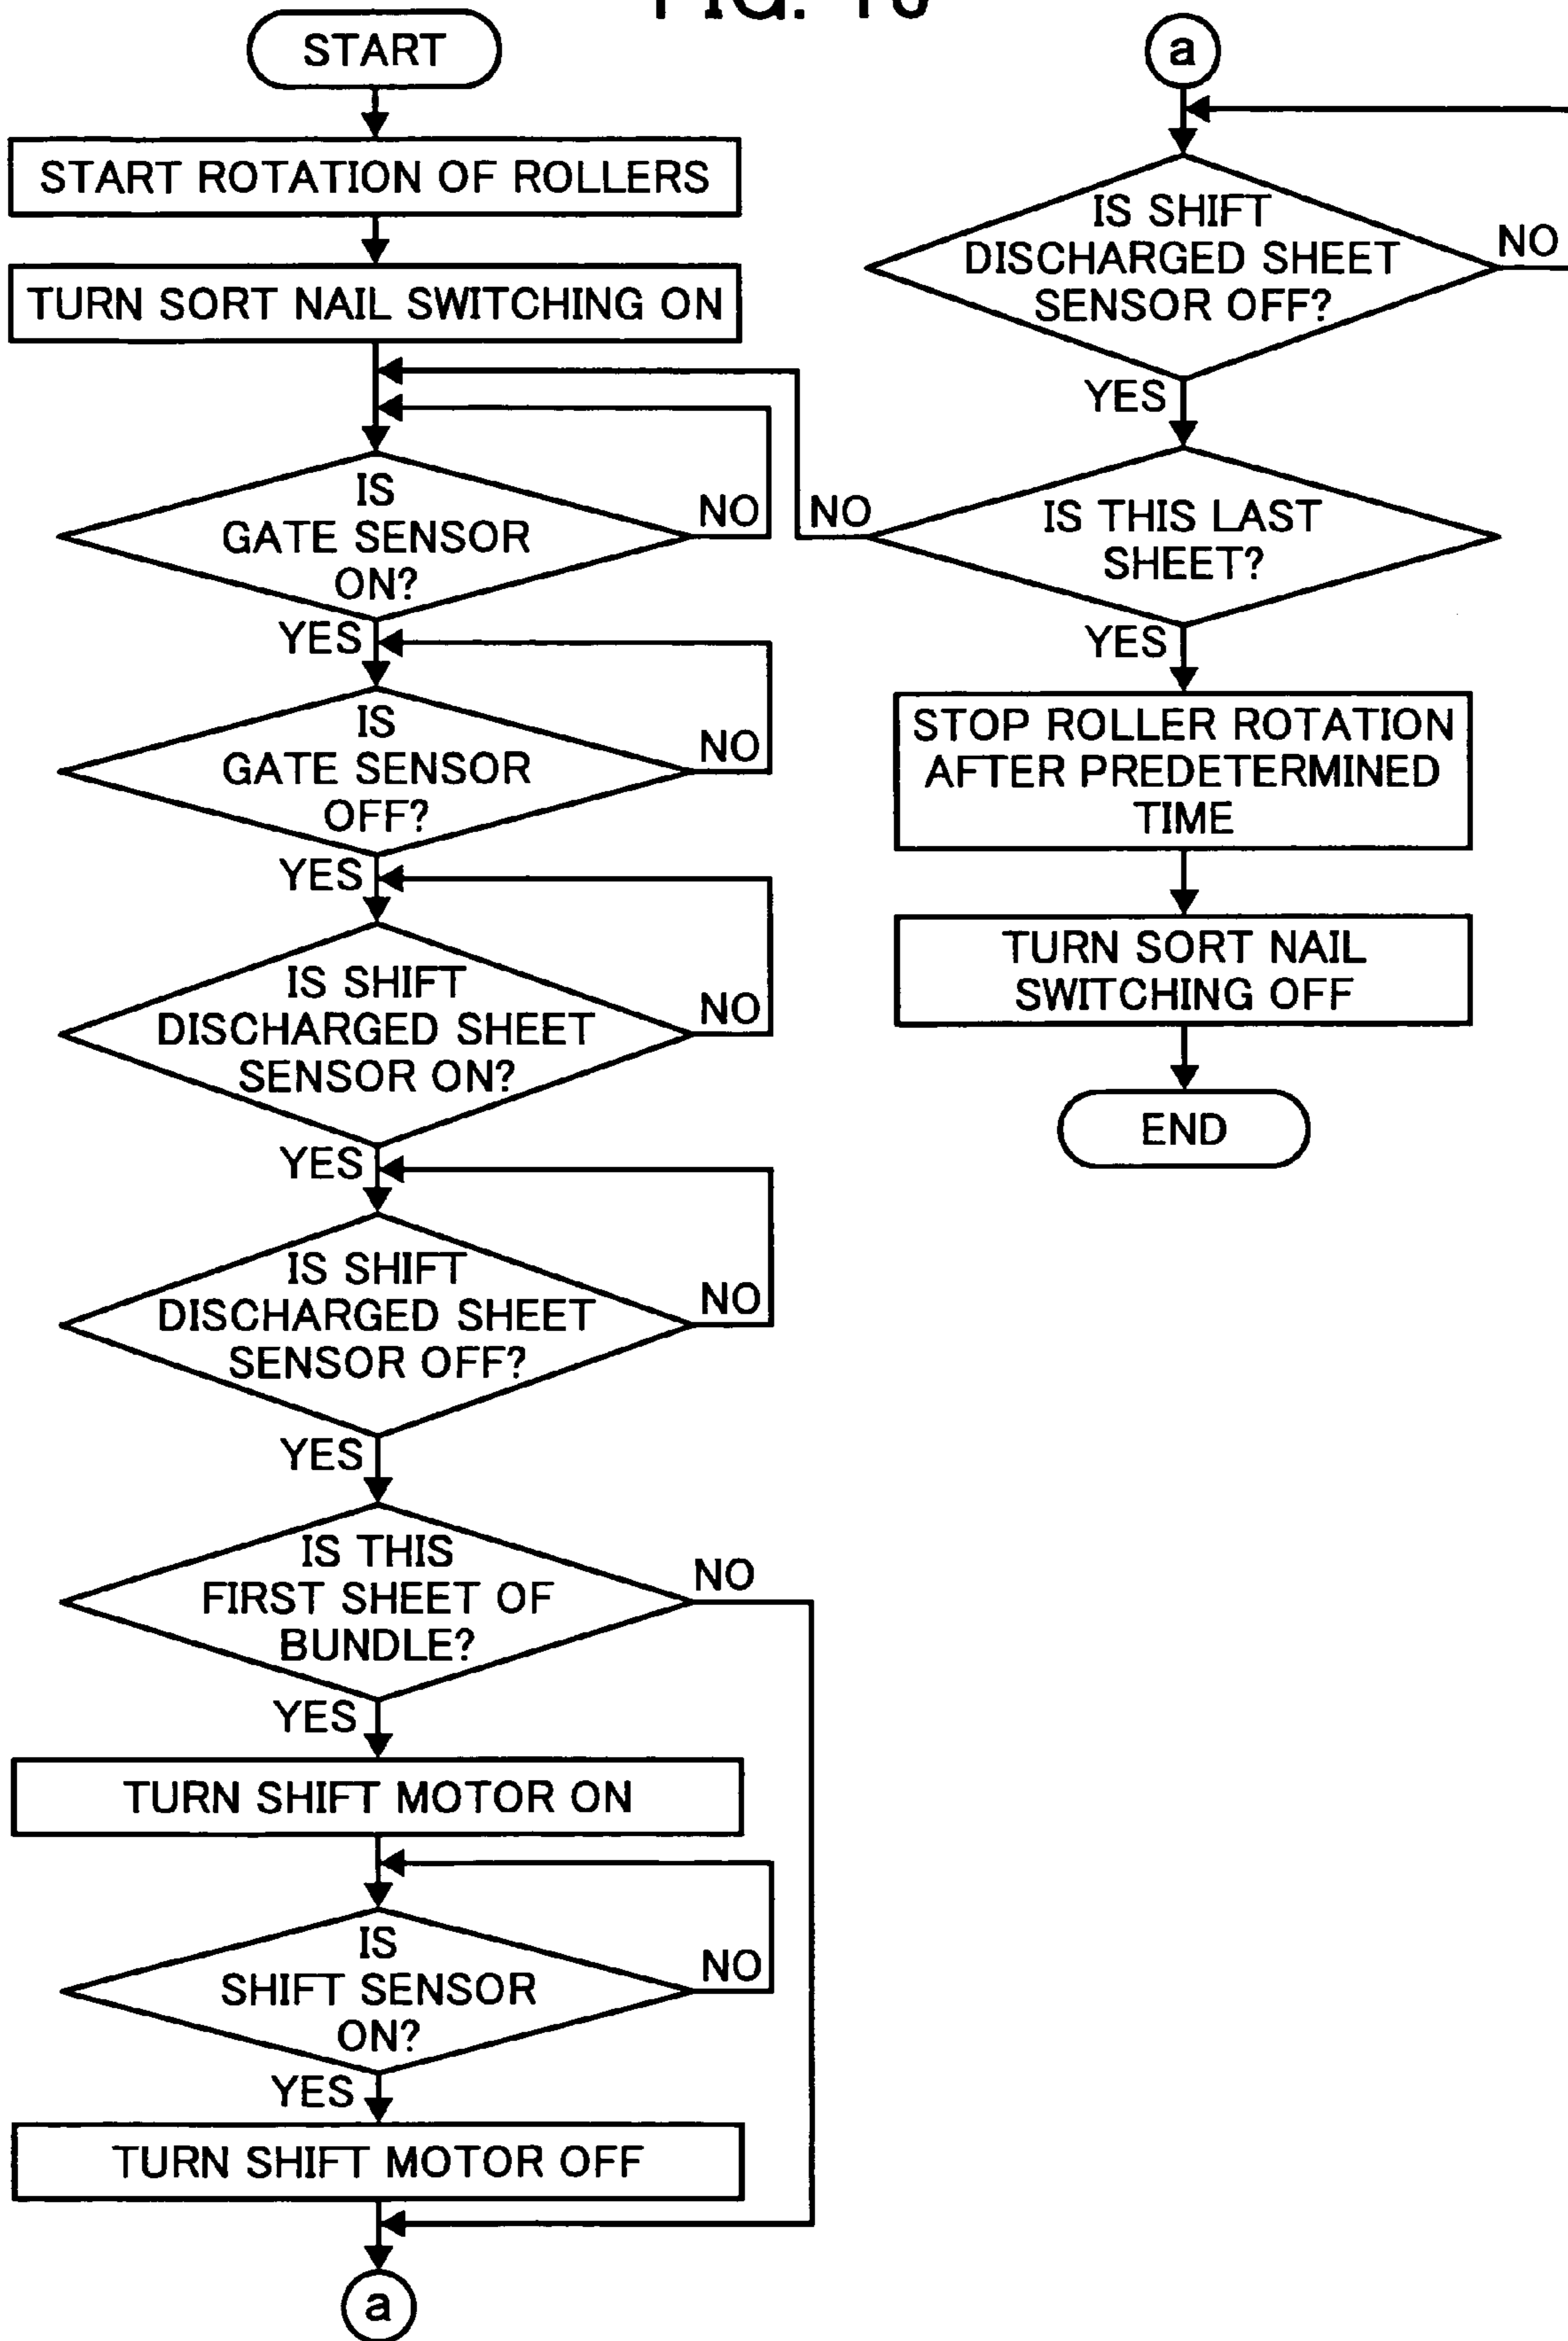 START
START ROTATION OF ROLLERS
TURN SORT NAIL SWITCHING ON
IS
GATE SENSOR
ON?
NO
YES
IS
GATE SENSOR
OFF?
NO
YES
IS SHIFT
DISCHARGED SHEET
SENSOR ON?
NO
YES
IS SHIFT
DISCHARGED SHEET
SENSOR OFF?
NO
YES
IS THIS
FIRST SHEET OF
BUNDLE?
NO
YES
TURN SHIFT MOTOR ON
IS
SHIFT SENSOR
ON?
NO
YES
TURN SHIFT MOTOR OFF
a
a
IS SHIFT
DISCHARGED SHEET
SENSOR OFF?
NO
YES
IS THIS LAST
SHEET?
NO
YES
STOP ROLLER ROTATION
AFTER PREDETERMINED
TIME
TURN SORT NAIL
SWITCHING OFF
END